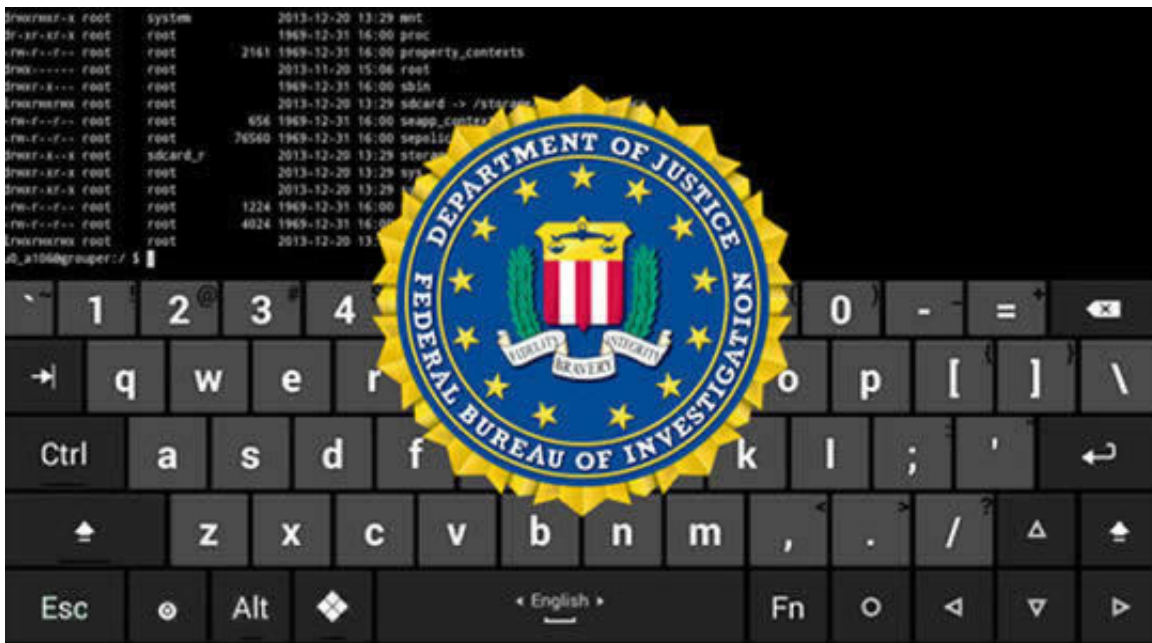 drwxrwxr-x root system 2013-12-20 13:29 mnt
dr-xr-xr-x root root 1969-12-31 16:00 proc
-rw-r--r-- root root 2161 1969-12-31 16:00 property_contexts
drwx------ root root 2013-11-20 15:06 root
drwxr-x--- root root 1969-12-31 16:00 sbin
lrwxrwxrwx root root 2013-12-20 13:29 sdcard -> /storage
-rw-r--r-- root root 656 1969-12-31 16:00 seapp_contexts
-rw-r--r-- root root 76560 1969-12-31 16:00 sepolicy
drwxr-x--x root sdcard_r 2013-12-20 13:29 storage
drwxr-xr-x root root 2013-12-20 13:29 sys
drwxr-xr-x root root 2013-12-20 13:29
-rw-r--r-- root root 1224 1969-12-31 16:00
-rw-r--r-- root root 4024 1969-12-31 16:00
lrwxrwxrwx root root 2013-12-20 13:
u0_a106@grouper:/ $
DEPARTMENT OF JUSTICE
FIDELITY BRAVERY INTEGRITY
FEDERAL BUREAU OF INVESTIGATION
` ~ 1 ! 2 @ 3 # 4 0 ) - _ = +
q w e r o p [ { ] } \
Ctrl a s d f k l ; : ' "
z x c v b n m , < . > / ?
Esc Alt English Fn